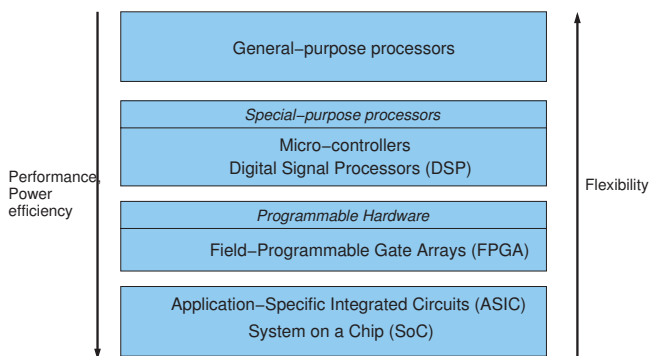 General-purpose processors
Special-purpose processors
Micro-controllers
Digital Signal Processors (DSP)
Performance,
Power
efficiency
Flexibility
Programmable Hardware
Field-Programmable Gate Arrays (FPGA)
Application-Specific Integrated Circuits (ASIC)
System on a Chip (SoC)